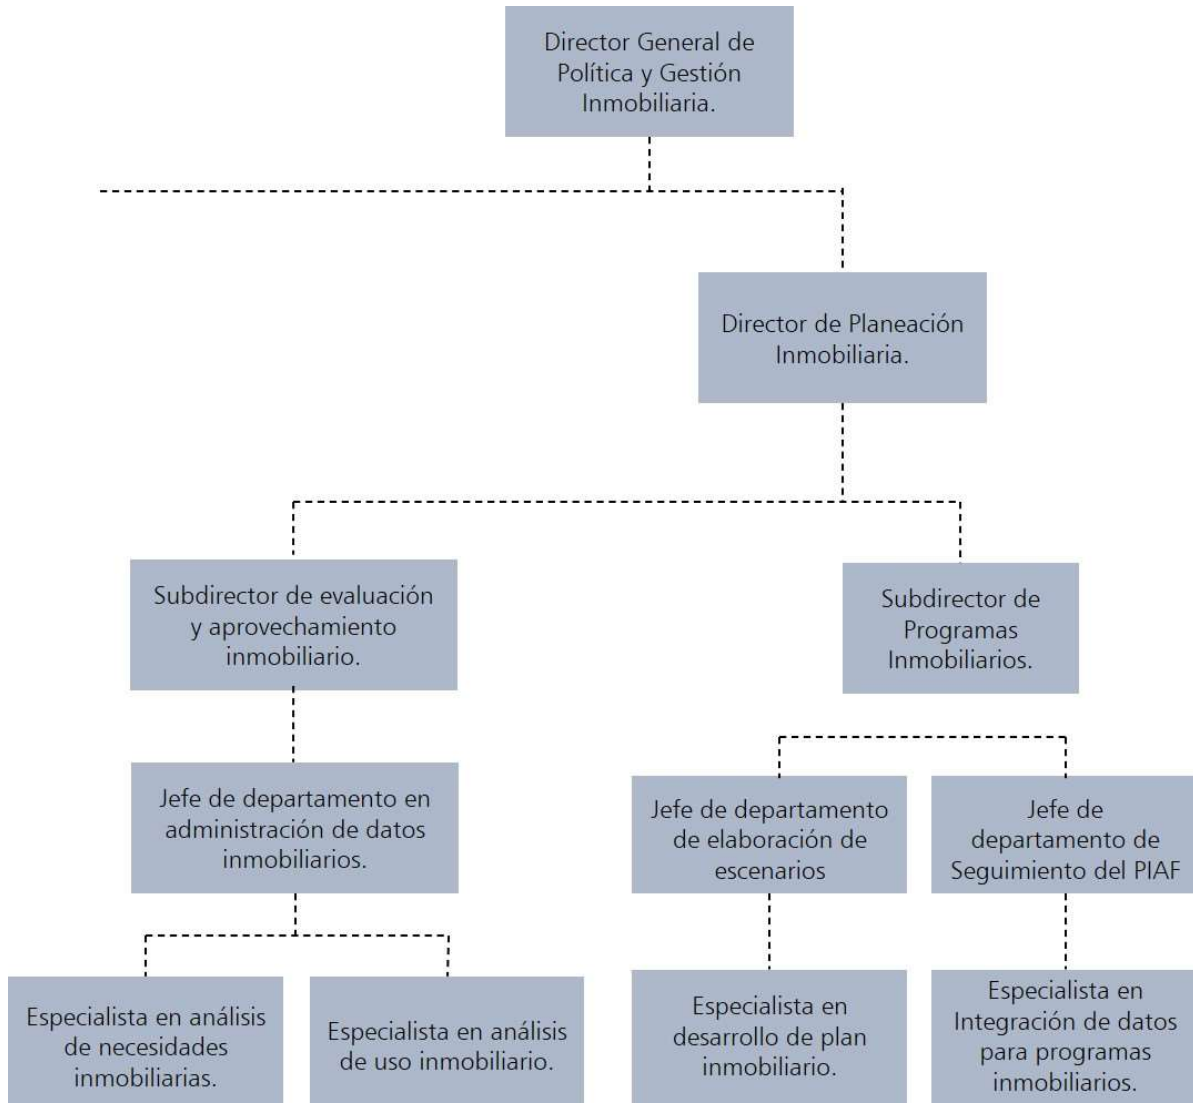 Director General de
Política y Gestión
Inmobiliaria.
Director de Planeación
Inmobiliaria.
Subdirector de evaluación
y aprovechamiento
inmobiliario.
Subdirector de
Programas
Inmobiliarios.
Jefe de departamento en
administración de datos
inmobiliarios.
Jefe de departamento
de elaboración de
escenarios
Jefe de
departamento de
Seguimiento del PIAF
Especialista en análisis
de necesidades
inmobiliarias.
Especialista en análisis
de uso inmobiliario.
Especialista en
desarrollo de plan
inmobiliario.
Especialista en
Integración de datos
para programas
inmobiliarios.